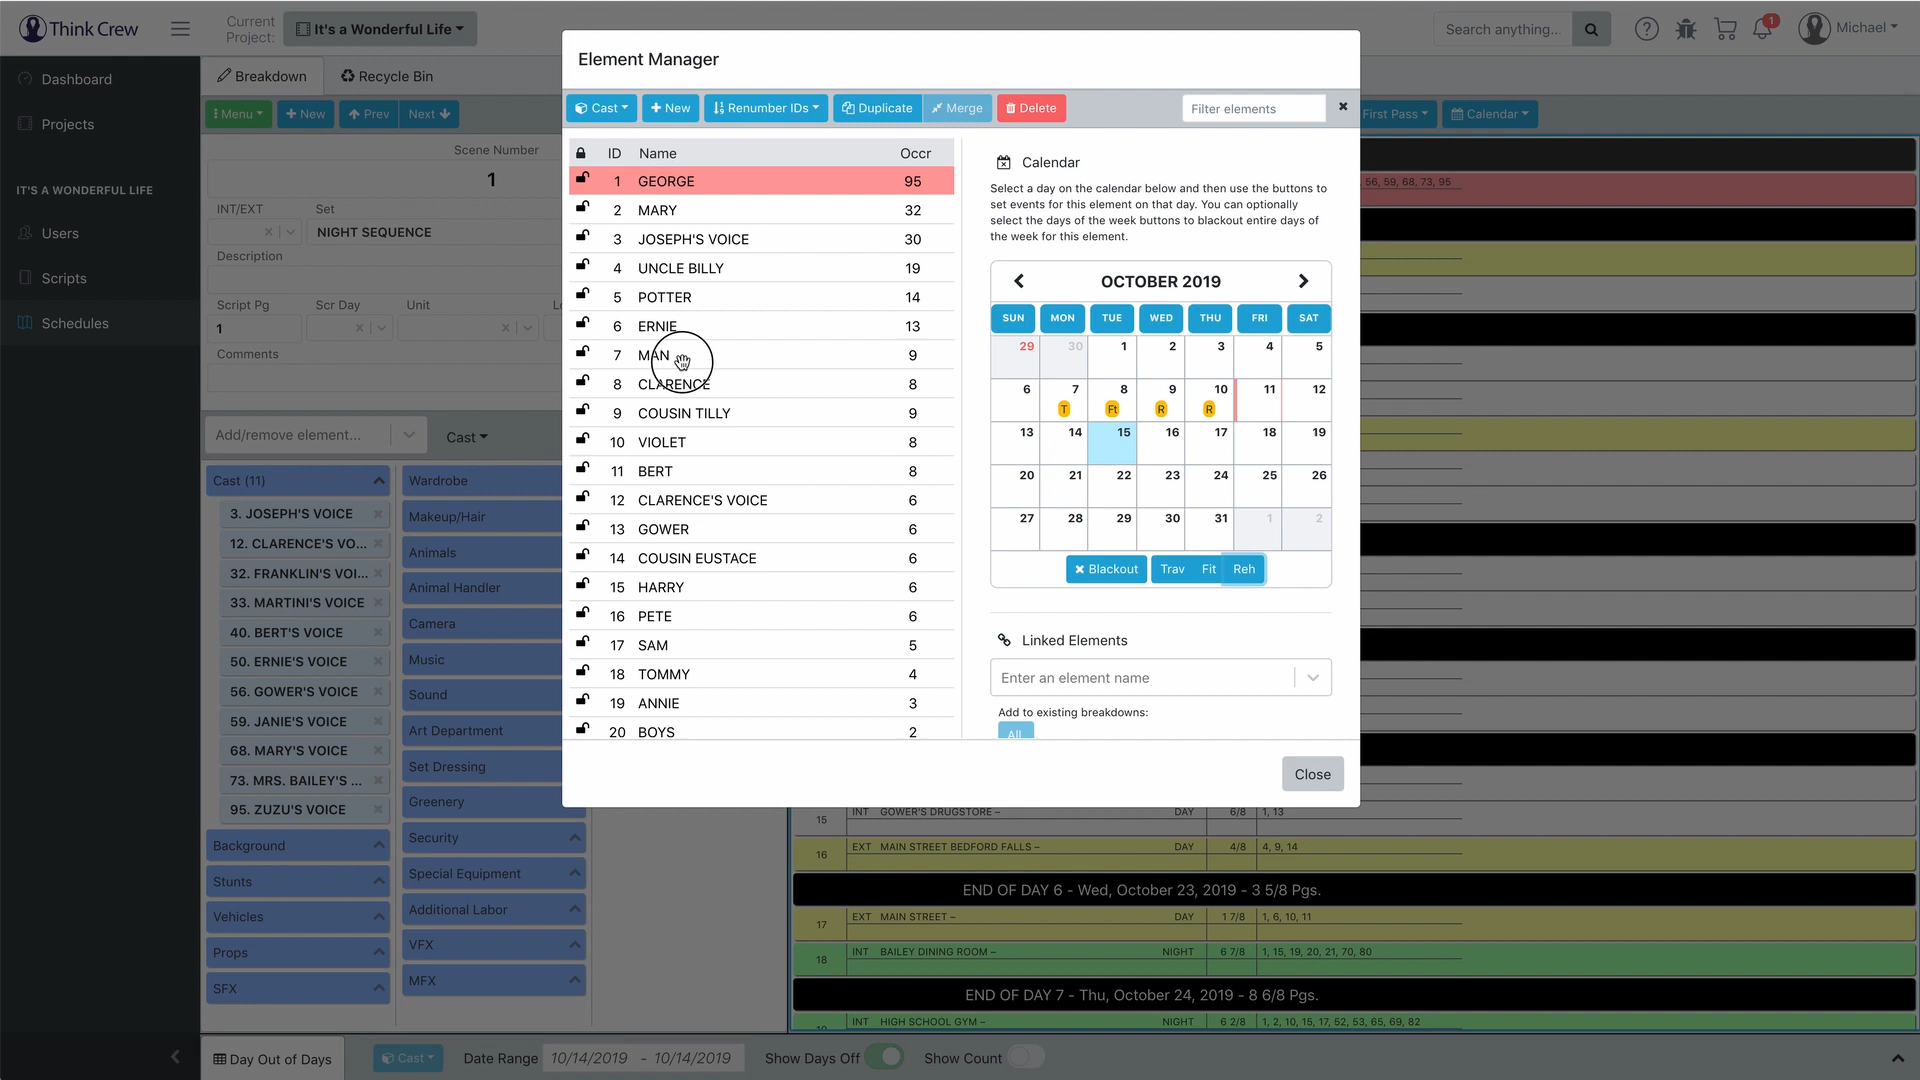 Think Crew
Current
Project:
It's a Wonderful Life
Search anything...
1
Michael
Dashboard
Projects
IT'S A WONDERFUL LIFE
Users
Scripts
Schedules
Breakdown
Recycle Bin
Menu
New
Prev
Next
First Pass
Calendar
Scene Number
1
INT/EXT
Set
NIGHT SEQUENCE
Description
Script Pg
Scr Day
Unit
1
Comments
Add/remove element...
Cast
Cast (11)
3. JOSEPH'S VOICE
12. CLARENCE'S VO...
32. FRANKLIN'S VOI...
33. MARTINI'S VOICE
40. BERT'S VOICE
50. ERNIE'S VOICE
56. GOWER'S VOICE
59. JANIE'S VOICE
68. MARY'S VOICE
73. MRS. BAILEY'S ...
95. ZUZU'S VOICE
Background
Stunts
Vehicles
Props
SFX
Wardrobe
Makeup/Hair
Animals
Animal Handler
Camera
Music
Sound
Art Department
Set Dressing
Greenery
Security
Special Equipment
Additional Labor
VFX
MFX
Element Manager
Cast
New
Renumber IDs
Duplicate
Merge
Delete
Filter elements
ID Name Occr
1 GEORGE 95
2 MARY 32
3 JOSEPH'S VOICE 30
4 UNCLE BILLY 19
5 POTTER 14
6 ERNIE 13
7 MAN 9
8 CLARENCE 8
9 COUSIN TILLY 9
10 VIOLET 8
11 BERT 8
12 CLARENCE'S VOICE 6
13 GOWER 6
14 COUSIN EUSTACE 6
15 HARRY 6
16 PETE 6
17 SAM 5
18 TOMMY 4
19 ANNIE 3
20 BOYS 2
Calendar
Select a day on the calendar below and then use the buttons to
set events for this element on that day. You can optionally
select the days of the week buttons to blackout entire days of
the week for this element.
OCTOBER 2019
SUN MON TUE WED THU FRI SAT
29 30 1 2 3 4 5
6 7 8 9 10 11 12
T Ft R R
13 14 15 16 17 18 19
20 21 22 23 24 25 26
27 28 29 30 31 1 2
Blackout
Trav Fit Reh
Linked Elements
Enter an element name
Add to existing breakdowns:
All
Close
56, 59, 68, 73, 95
15 INT GOWER'S DRUGSTORE – DAY 6/8 1, 13
16 EXT MAIN STREET BEDFORD FALLS – DAY 4/8 4, 9, 14
END OF DAY 6 - Wed, October 23, 2019 - 3 5/8 Pgs.
17 EXT MAIN STREET – DAY 1 7/8 1, 6, 10, 11
18 INT BAILEY DINING ROOM – NIGHT 6 7/8 1, 15, 19, 20, 21, 70, 80
END OF DAY 7 - Thu, October 24, 2019 - 8 6/8 Pgs.
INT HIGH SCHOOL GYM – NIGHT 6 2/8 1, 2, 10, 15, 17, 52, 53, 65, 69, 82
Day Out of Days
Cast
Date Range 10/14/2019 - 10/14/2019
Show Days Off
Show Count